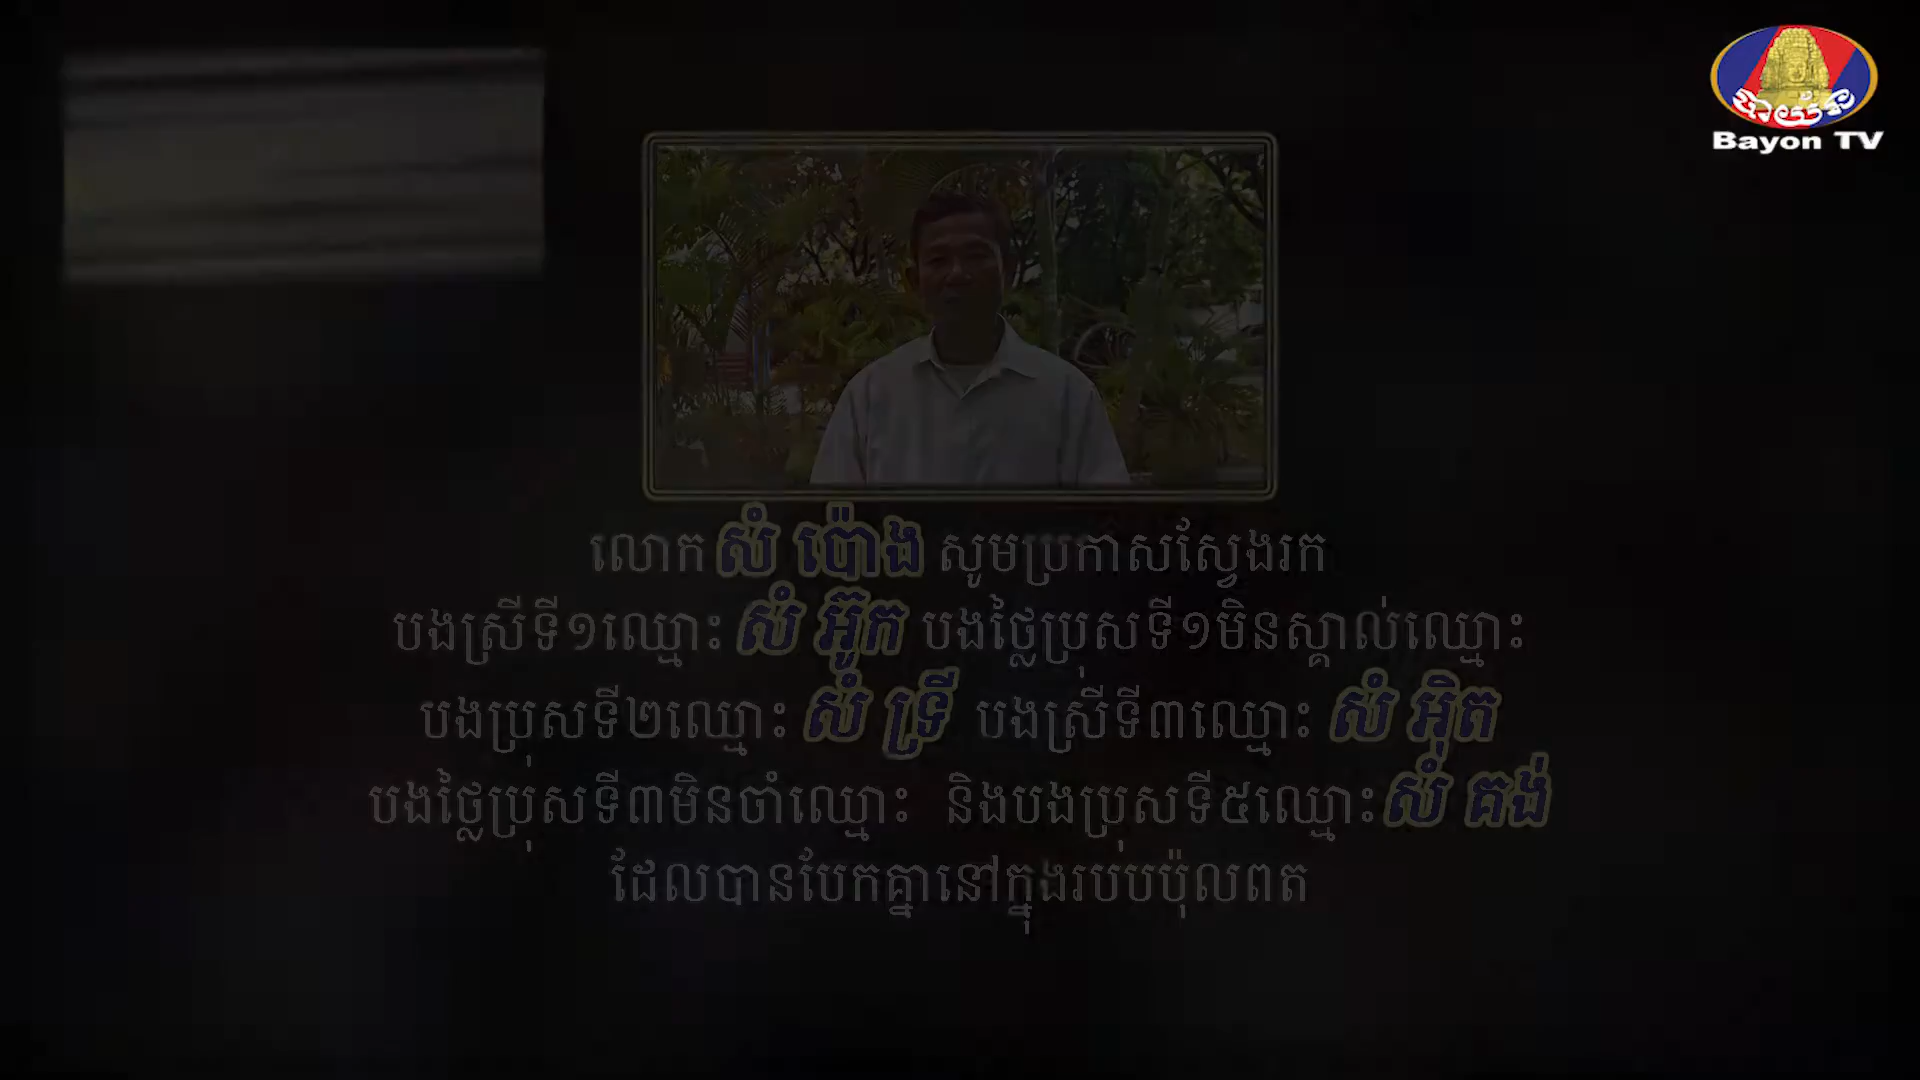 បាយ័ន
Bayon TV
លោក សំ ប៉ោង សូមប្រកាសស្វែងរក
បងស្រីទី១ឈ្មោះ សំ អ៊ូក បងថ្លៃប្រុសទី១មិនស្គាល់ឈ្មោះ
បងប្រុសទី២ឈ្មោះ សំ ទ្រី បងស្រីទី៣ឈ្មោះ សំ អ៊ិត
បងថ្លៃប្រុសទី៣មិនចាំឈ្មោះ និងបងប្រុសទី៥ឈ្មោះ សំ គង់
ដែលបានបែកគ្នានៅក្នុងរបបប៉ុលពត